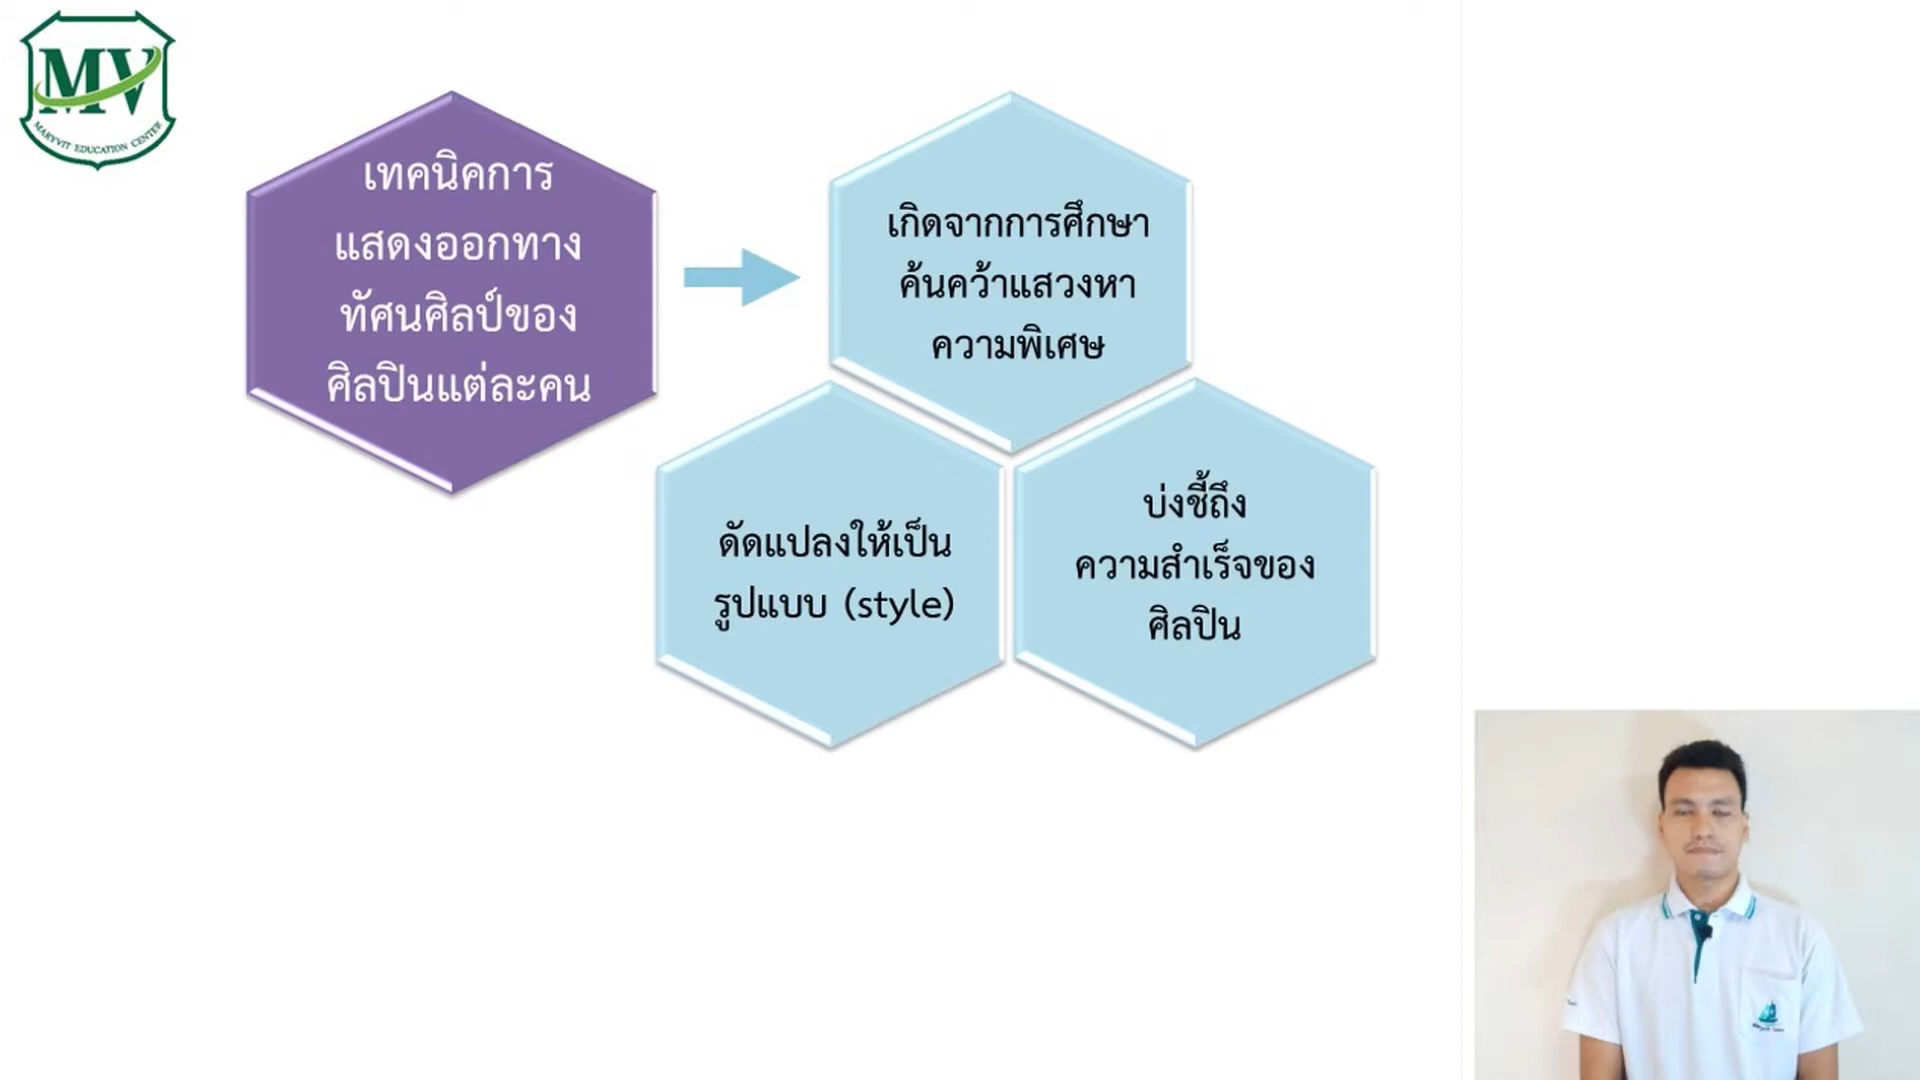 MV
MARYVIT EDUCATION CENTER
เทคนิคการ
แสดงออกทาง
ทัศนศิลป์ของ
ศิลปินแต่ละคน
เกิดจากการศึกษา
ค้นคว้าแสวงหา
ความพิเศษ
ดัดแปลงให้เป็น
รูปแบบ (style)
บ่งชี้ถึง
ความสำเร็จของ
ศิลปิน